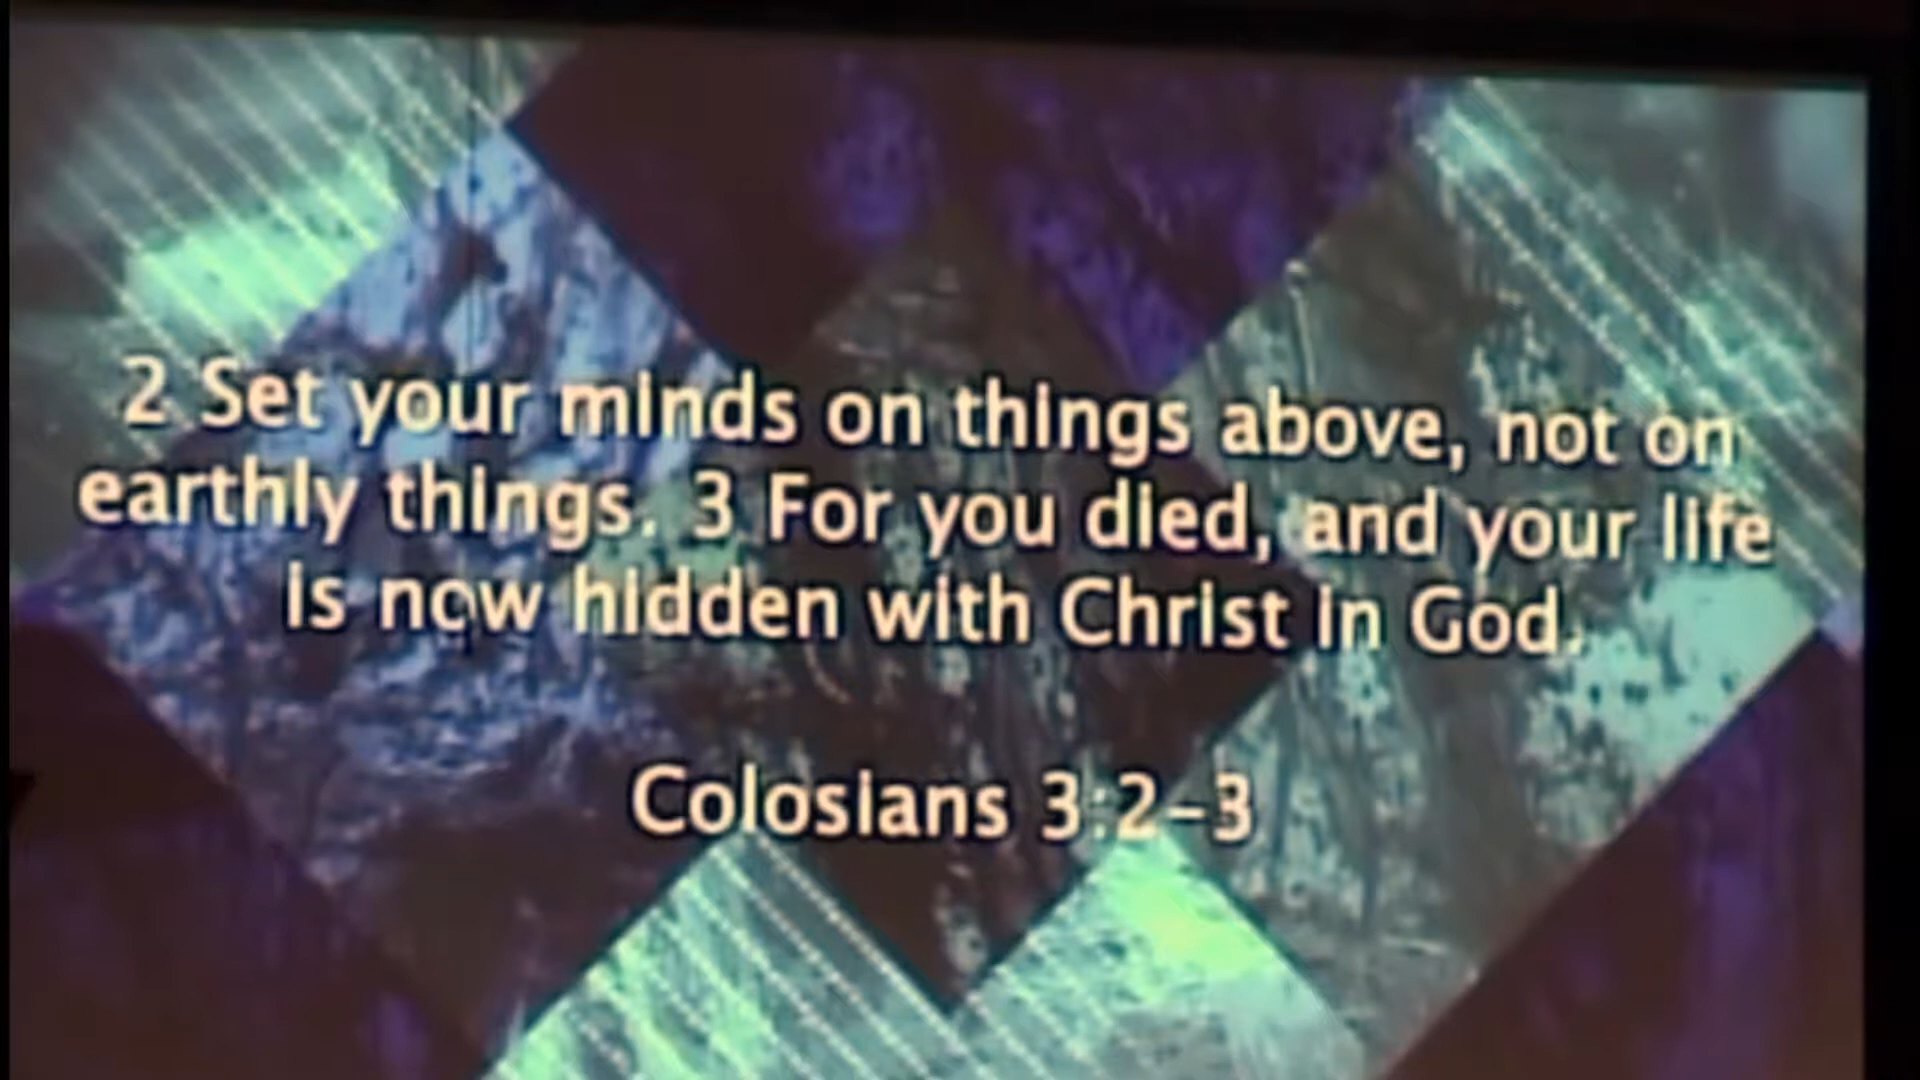 2 Set your minds on things above, not on
earthly things. 3 For you died, and your life
is now hidden with Christ in God.
Colosians 3:2-3